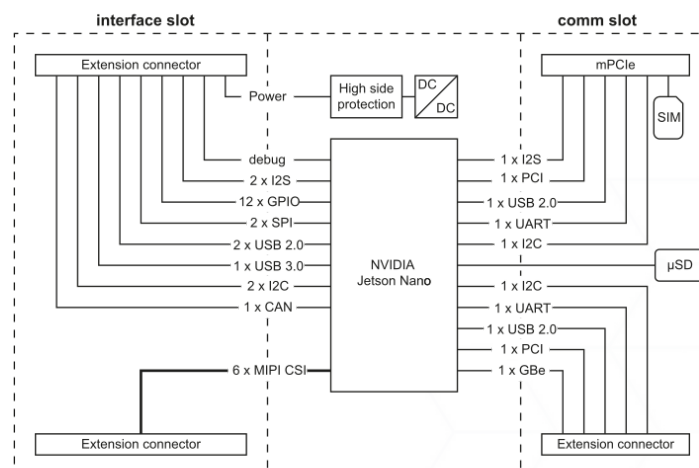 interface slot
comm slot
Extension connector
mPCIe
Power
High side
protection
DC
DC
SIM
debug
2 x I2S
12 x GPIO
2 x SPI
2 x USB 2.0
1 x USB 3.0
2 x I2C
1 x CAN
6 x MIPI CSI
NVIDIA
Jetson Nano
1 x I2S
1 x PCI
1 x USB 2.0
1 x UART
1 x I2C
µSD
1 x I2C
1 x UART
1 x USB 2.0
1 x PCI
1 x GBe
Extension connector
Extension connector